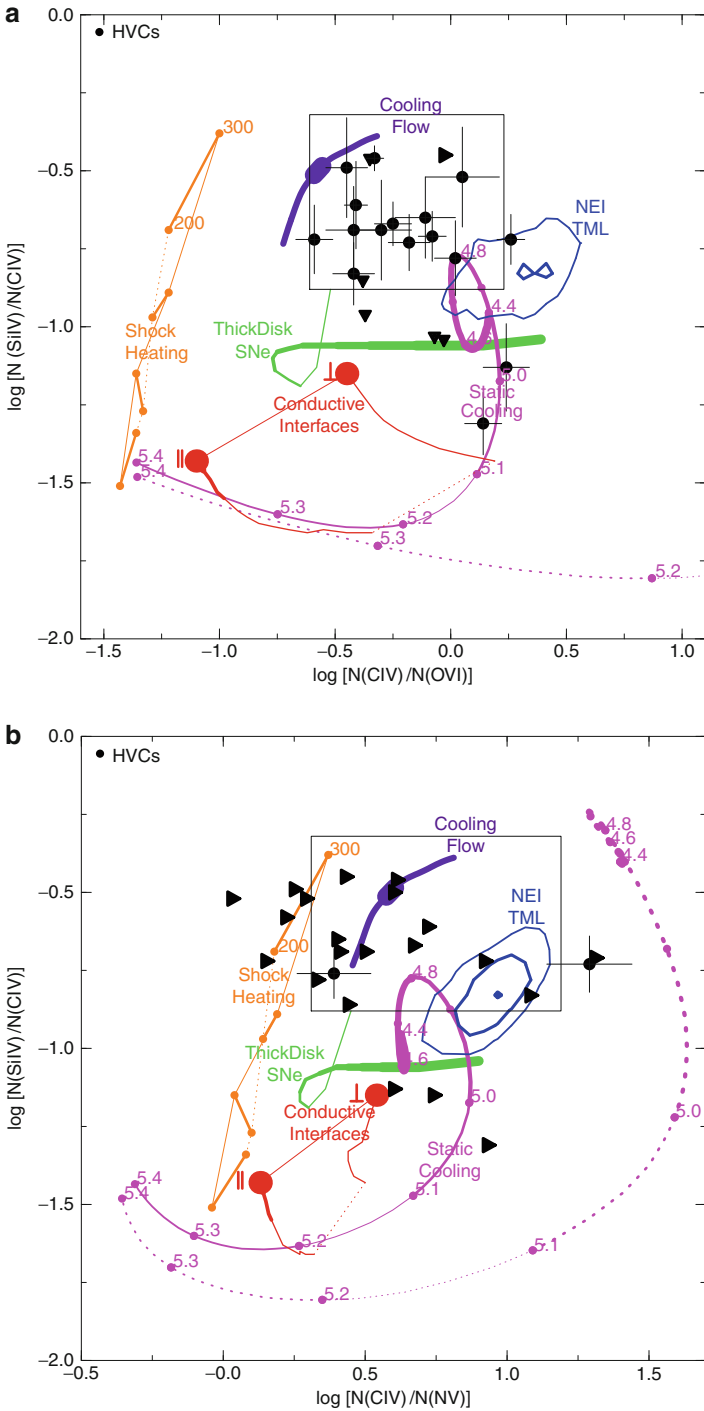 a
0.0
HVCs
300
Cooling
Flow
−0.5
200
NEI
TML
4.8
log [N (SiIV) /N(CIV)]
−1.0
4.4
Shock
Heating
ThickDisk
SNe
5.0
Static
Cooling
Conductive
Interfaces
−1.5
5.4
5.4
5.1
5.3
5.2
5.3
5.2
−2.0
−1.5
−1.0
−0.5
0.0
0.5
1.0
log [N(CIV) /N(OVI)]
b
0.0
HVCs
4.8
4.6
4.4
300
Cooling
Flow
−0.5
NEI
TML
200
Shock
Heating
4.8
log [N(SiIV) /N(CIV)]
−1.0
4.4
4.6
ThickDisk
SNe
5.0
5.0
Conductive
Interfaces
Static
Cooling
−1.5
5.4
5.4
5.1
5.3
5.2
5.1
5.3
5.2
−2.0
−0.5
−0.0
0.5
1.0
1.5
log [N(CIV) /N(NV)]